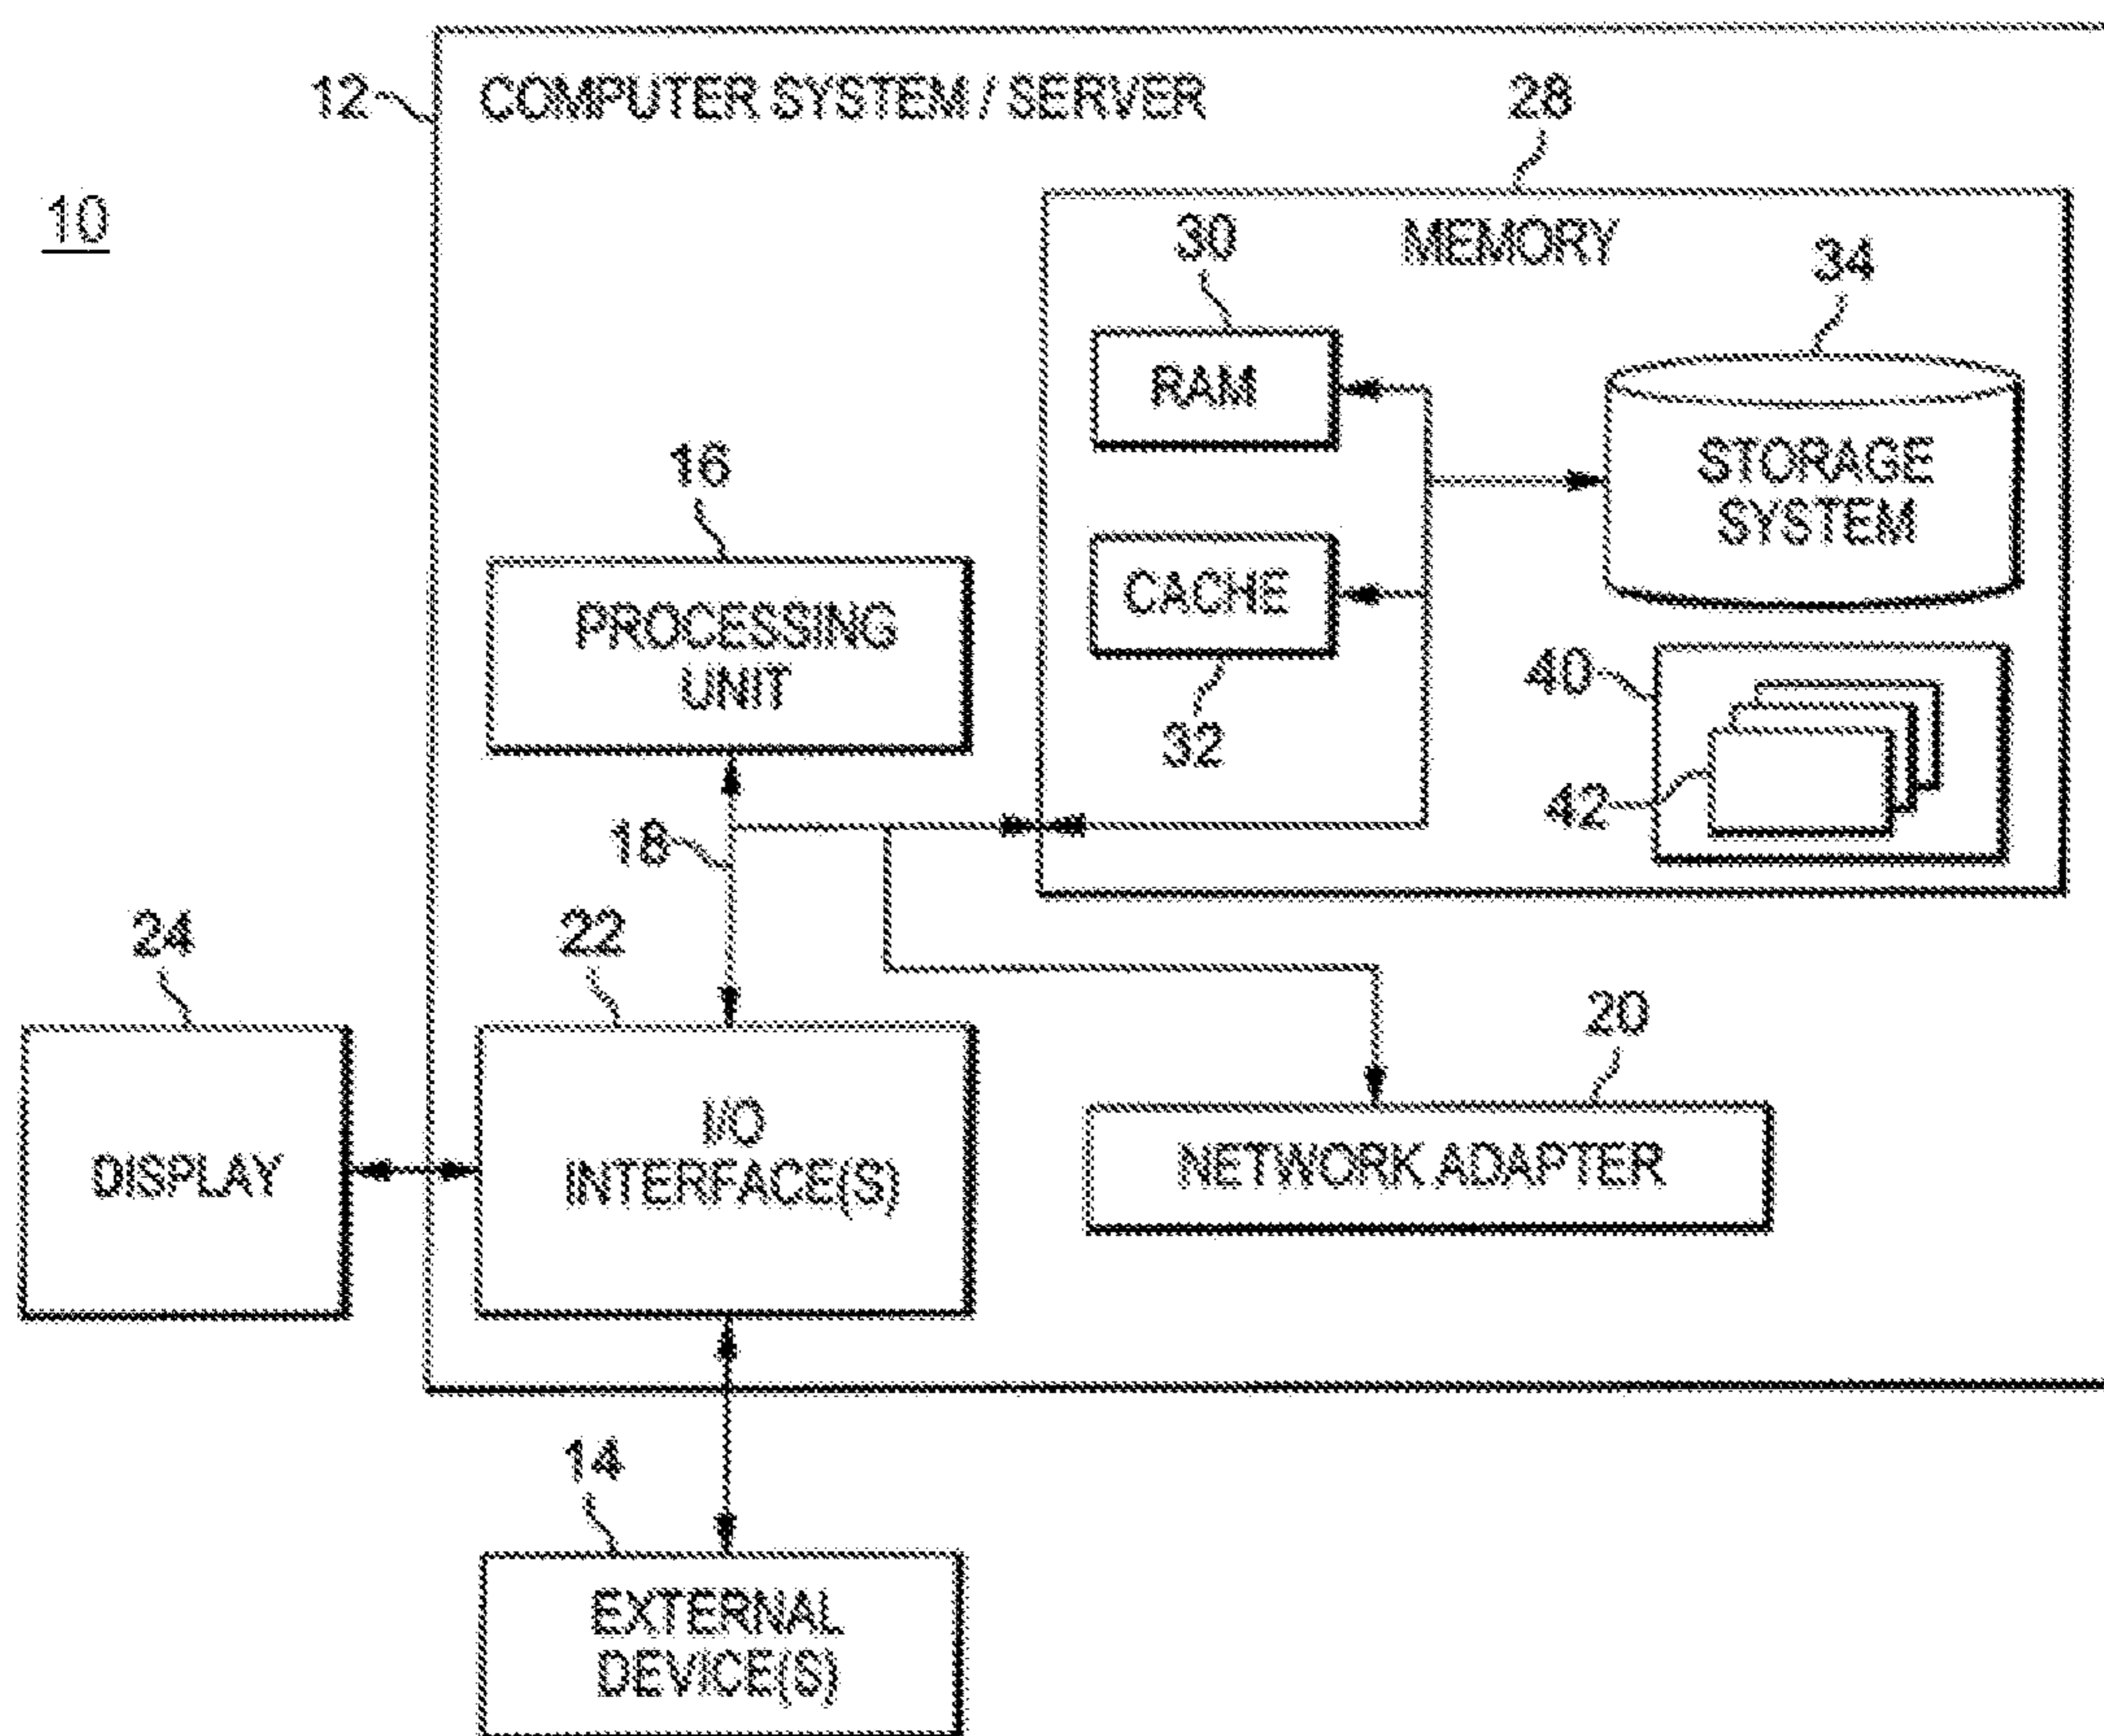 12 COMPUTER SYSTEM / SERVER
28
10
MEMORY
30
34
RAM
STORAGE
SYSTEM
16
CACHE
PROCESSING
UNIT
40
32
42
18
24
22
20
I/O
INTERFACE(S)
DISPLAY
NETWORK ADAPTER
14
EXTERNAL
DEVICE(S)